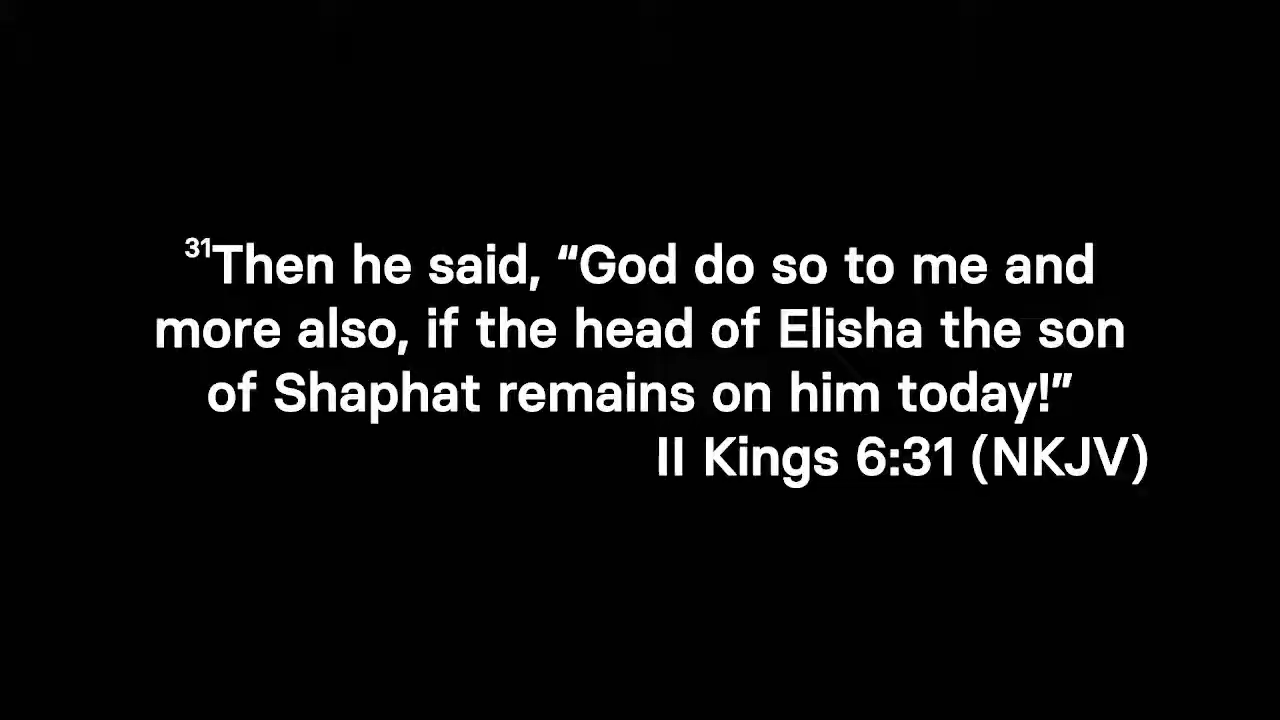 ³¹Then he said, “God do so to me and
more also, if the head of Elisha the son
of Shaphat remains on him today!”
II Kings 6:31 (NKJV)